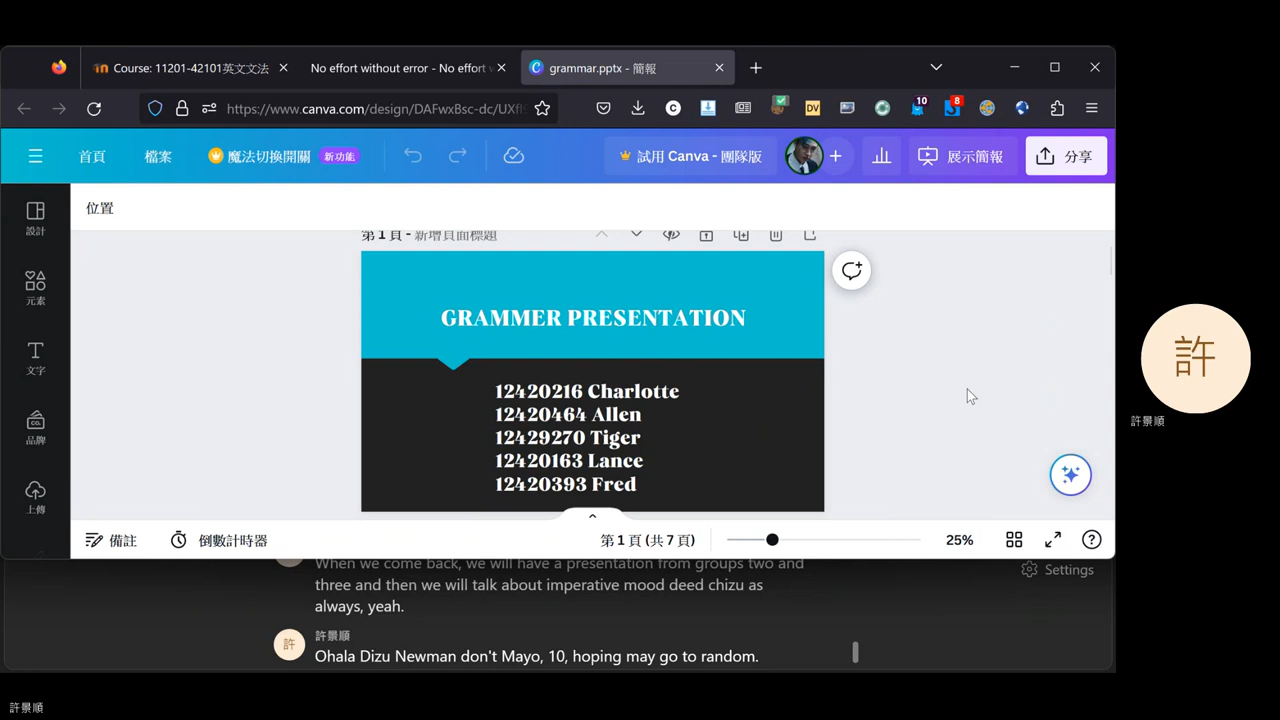 Course: 11201-42101英文文法
No effort without error - No effort w
grammar.pptx - 簡報
https://www.canva.com/design/DAFwxBsc-dc/UXf
10
8
DV
首頁
檔案
魔法切換開關
新功能
試用 Canva - 團隊版
展示簡報
分享
設計
位置
元素
文字
品牌
上傳
第 1 頁 - 新增頁面標題
GRAMMER PRESENTATION
12420216 Charlotte
12420464 Allen
12429270 Tiger
12420163 Lance
12420393 Fred
備註
倒數計時器
第 1 頁 (共 7 頁)
25%
When we come back, we will have a presentation from groups two and
three and then we will talk about imperative mood deed chizu as
always, yeah.
Settings
許
許景順
Ohala Dizu Newman don't Mayo, 10, hoping may go to random.
許
許景順
許景順